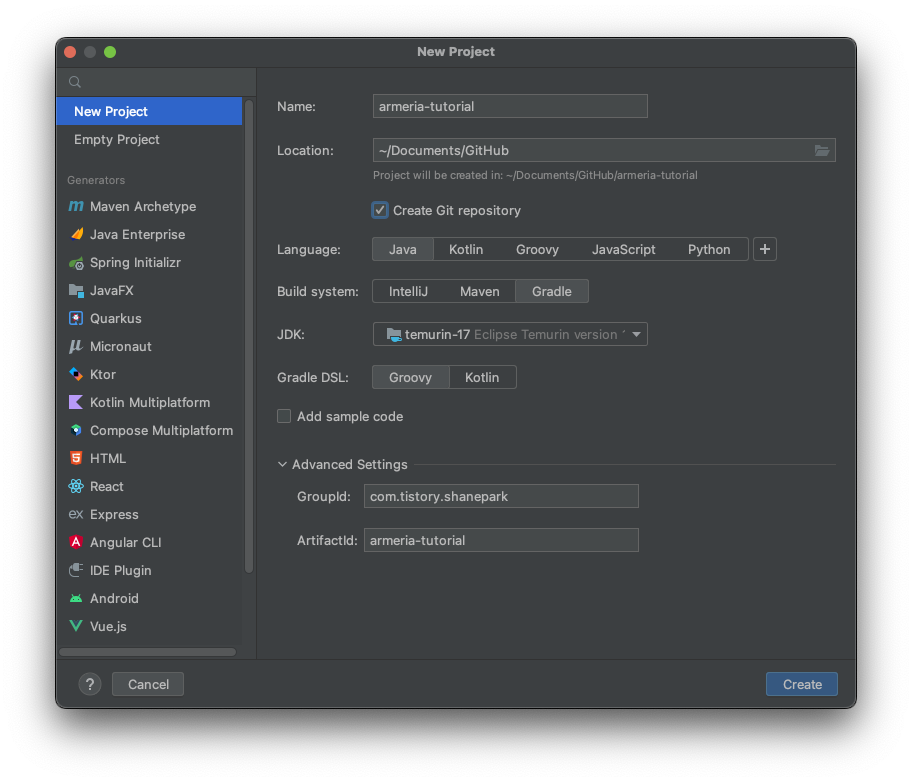 New Project
New Project
Empty Project
Generators
Maven Archetype
Java Enterprise
Spring Initializr
JavaFX
Quarkus
Micronaut
Ktor
Kotlin Multiplatform
Compose Multiplatform
HTML
React
Express
Angular CLI
IDE Plugin
Android
Vue.js
Name: armeria-tutorial
Location: ~/Documents/GitHub
Project will be created in: ~/Documents/GitHub/armeria-tutorial
Create Git repository
Language: Java Kotlin Groovy JavaScript Python +
Build system: IntelliJ Maven Gradle
JDK: temurin-17 Eclipse Temurin version
Gradle DSL: Groovy Kotlin
Add sample code
Advanced Settings
GroupId: com.tistory.shanepark
ArtifactId: armeria-tutorial
? Cancel Create